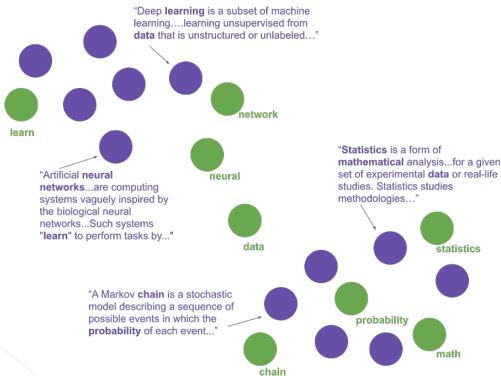 “Deep learning is a subset of machine
learning….learning unsupervised from
data that is unstructured or unlabeled…”
network
learn
neural
“Artificial neural
networks...are computing
systems vaguely inspired by
the biological neural
networks...Such systems
"learn" to perform tasks by..."
“Statistics is a form of
mathematical analysis...for a given
set of experimental data or real-life
studies. Statistics studies
methodologies…”
data
statistics
“A Markov chain is a stochastic
model describing a sequence of
possible events in which the
probability of each event...”
probability
math
chain